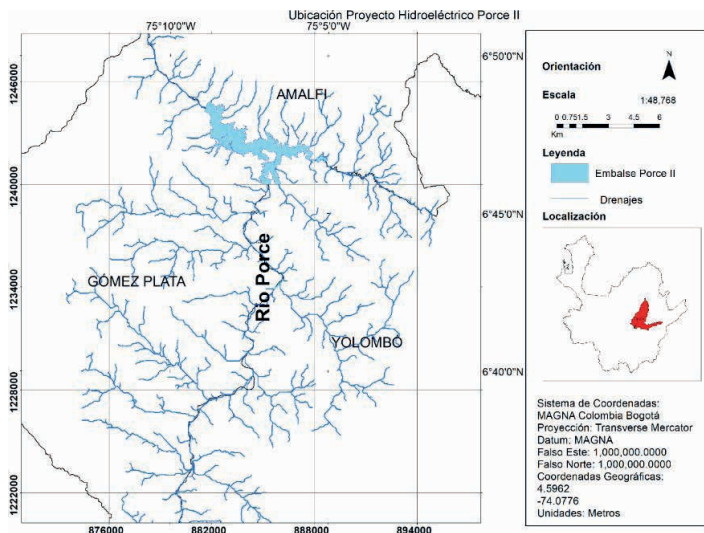 Ubicación Proyecto Hidroeléctrico Porce II
75°10'0"W
75°5'0"W
1246000
1240000
1234000
1228000
1222000
AMALFI
GÓMEZ PLATA
Río Porce
YOLOMBÓ
6°50'0"N
6°45'0"N
6°40'0"N
876000
882000
888000
894000
Orientación
N
Escala
1:48,768
0 0.751.5 3 4.5 6
Km
Leyenda
Embalse Porce II
Drenajes
Localización
Sistema de Coordenadas:
MAGNA Colombia Bogotá
Proyección: Transverse Mercator
Datum: MAGNA
Falso Este: 1,000,000.0000
Falso Norte: 1,000,000.0000
Coordenadas Geográficas:
4.5962
-74.0776
Unidades: Metros